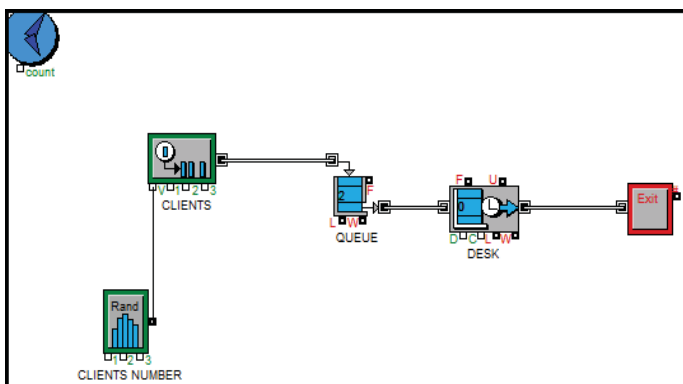 count
V 1 2 3
CLIENTS
2
F
L W
QUEUE
F U
0
D C L W
DESK
Exit
#
Rand
1 2 3
CLIENTS NUMBER